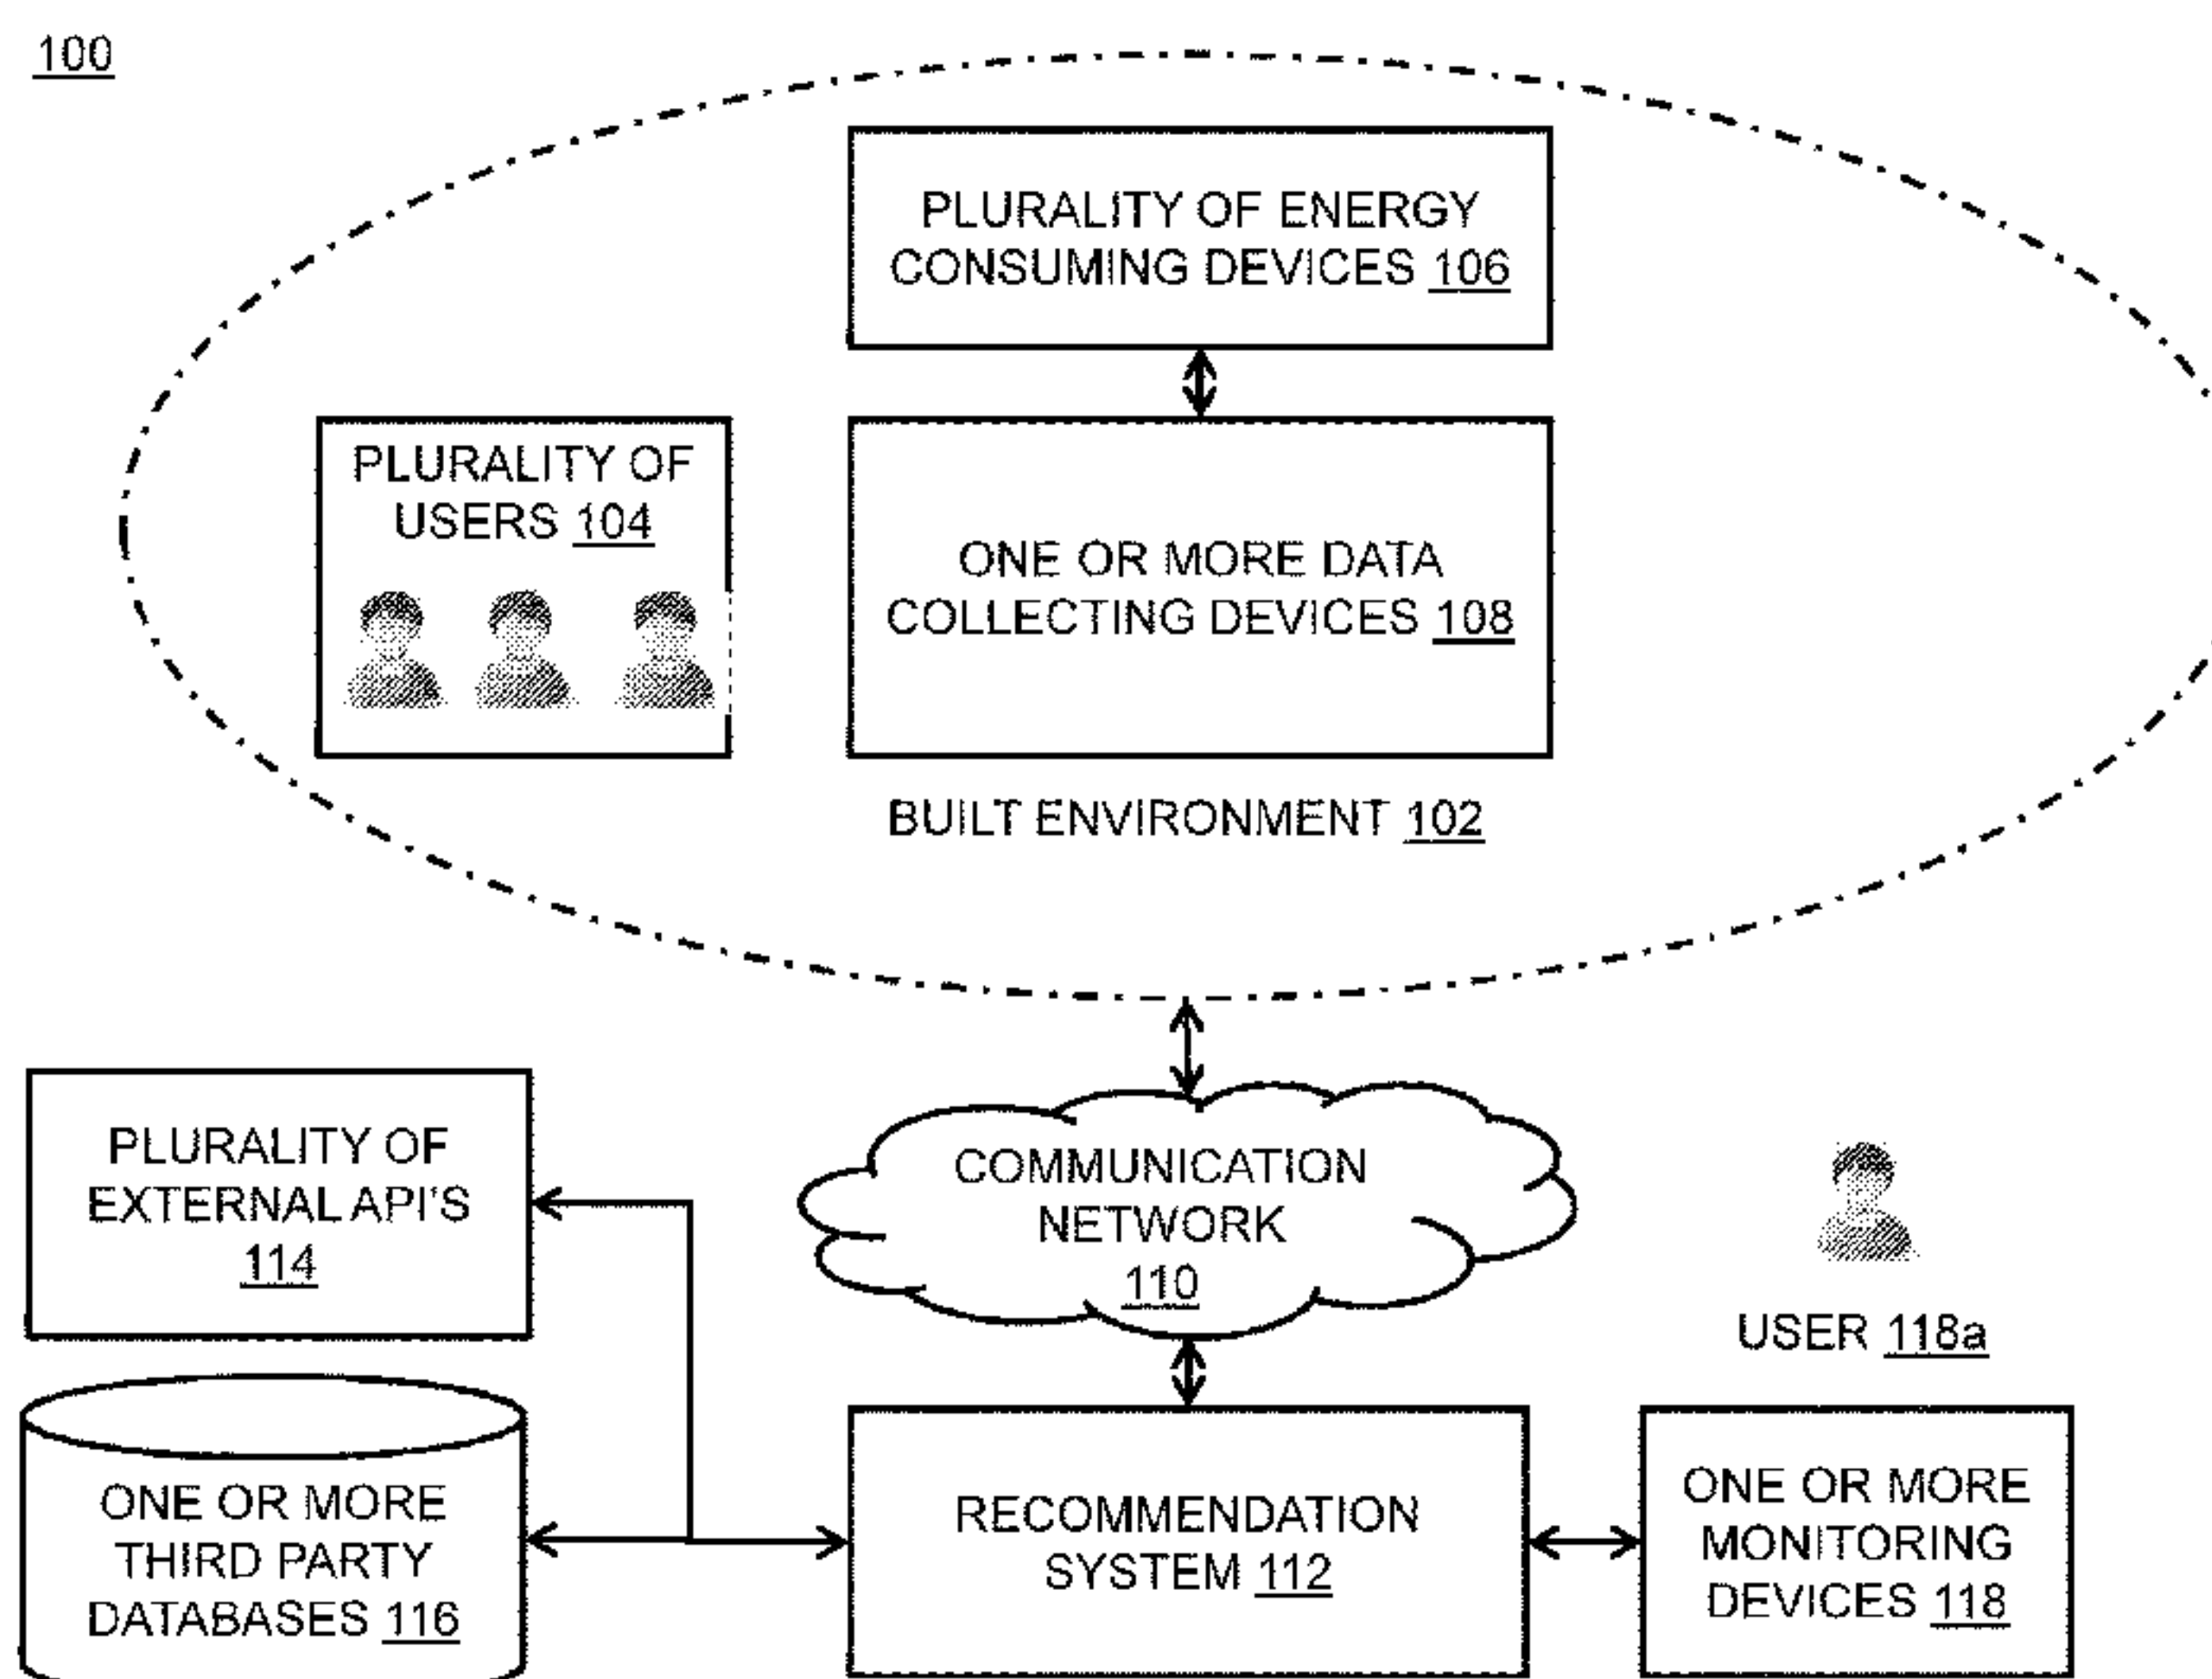 100
PLURALITY OF ENERGY
CONSUMING DEVICES 106
PLURALITY OF
USERS 104
ONE OR MORE DATA
COLLECTING DEVICES 108
BUILT ENVIRONMENT 102
PLURALITY OF
EXTERNAL API'S
114
COMMUNICATION
NETWORK
110
USER 118a
ONE OR MORE
THIRD PARTY
DATABASES 116
RECOMMENDATION
SYSTEM 112
ONE OR MORE
MONITORING
DEVICES 118